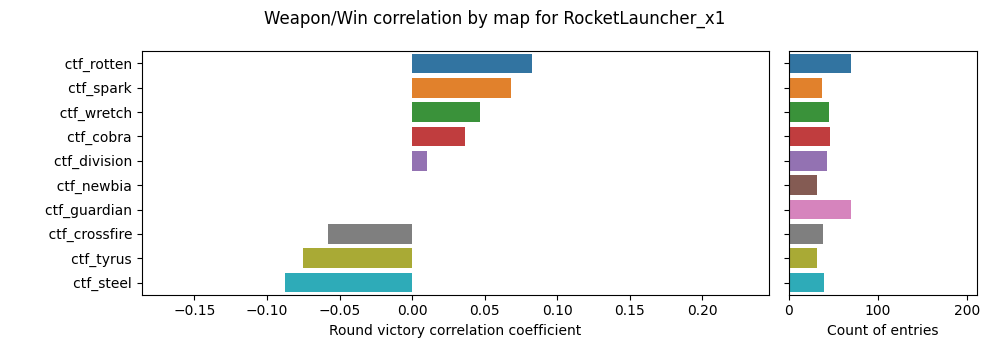 Weapon/Win correlation by map for RocketLauncher_x1
ctf_rotten
ctf_spark
ctf_wretch
ctf_cobra
ctf_division
ctf_newbia
ctf_guardian
ctf_crossfire
ctf_tyrus
ctf_steel
−0.15 −0.10 −0.05 0.00 0.05 0.10 0.15 0.20
Round victory correlation coefficient
0 100 200
Count of entries